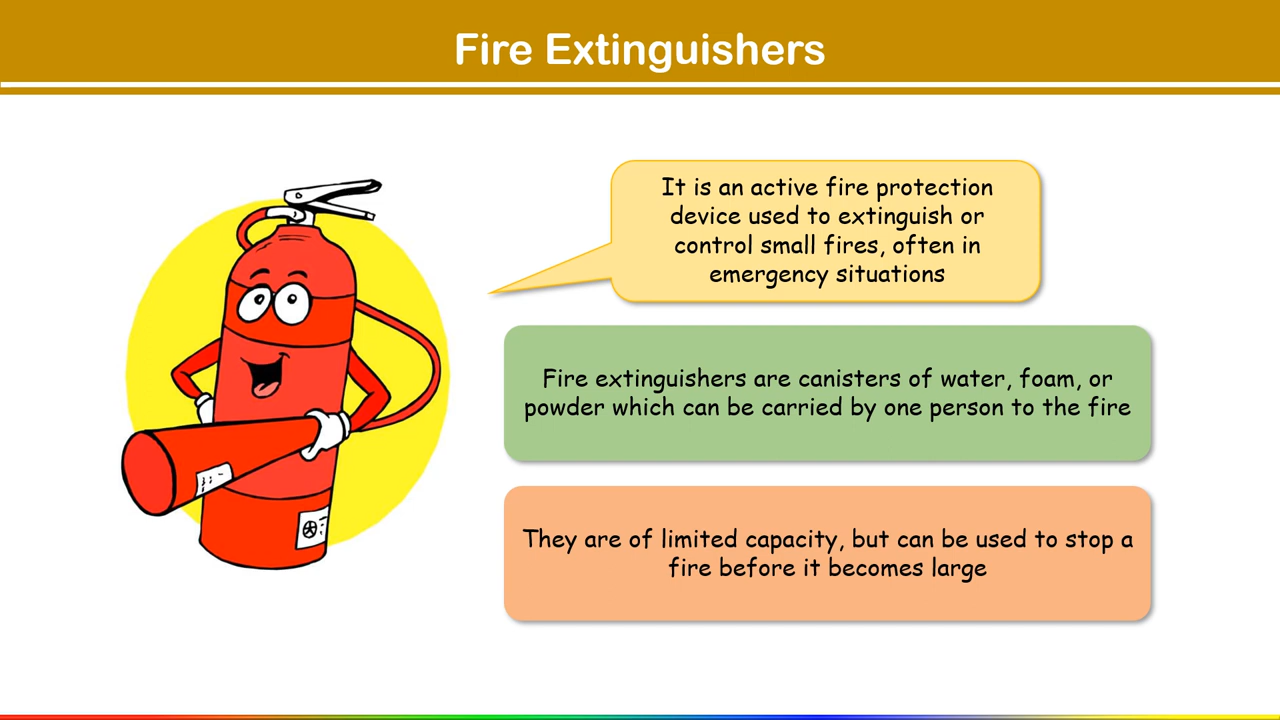 Fire Extinguishers
It is an active fire protection
device used to extinguish or
control small fires, often in
emergency situations
Fire extinguishers are canisters of water, foam, or
powder which can be carried by one person to the fire
They are of limited capacity, but can be used to stop a
fire before it becomes large